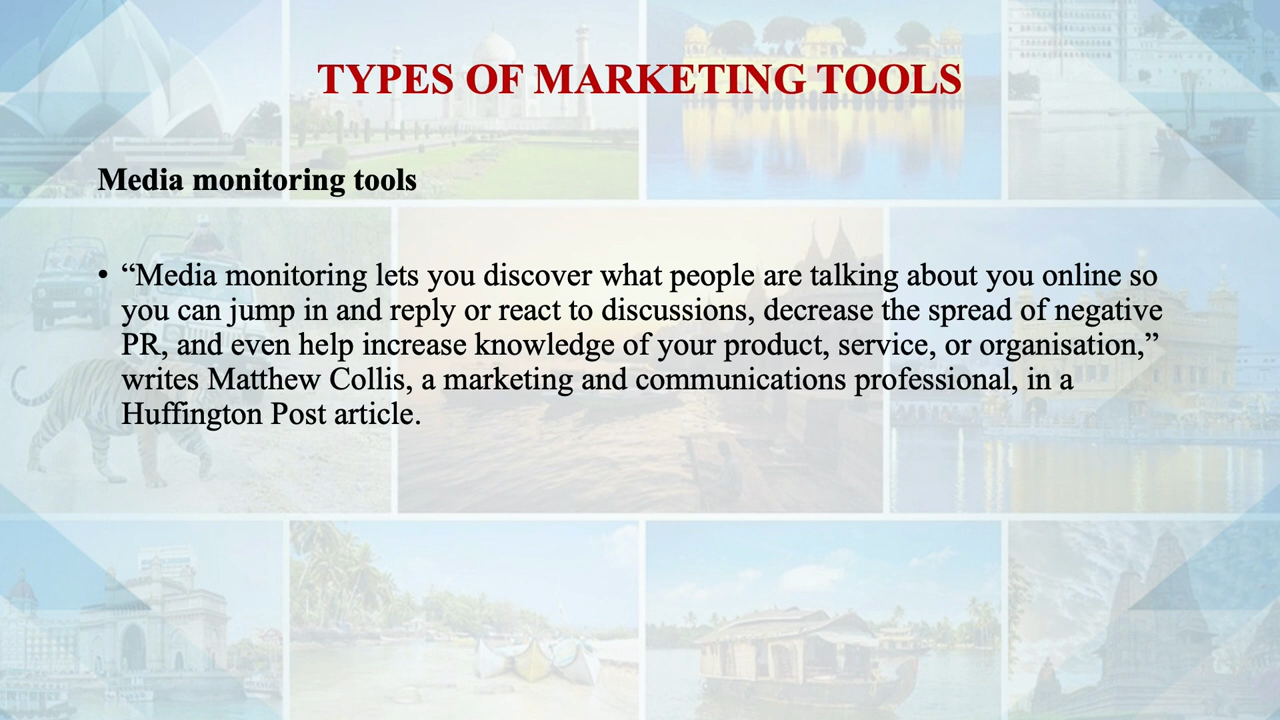 TYPES OF MARKETING TOOLS
Media monitoring tools
• “Media monitoring lets you discover what people are talking about you online so
you can jump in and reply or react to discussions, decrease the spread of negative
PR, and even help increase knowledge of your product, service, or organisation,”
writes Matthew Collis, a marketing and communications professional, in a
Huffington Post article.